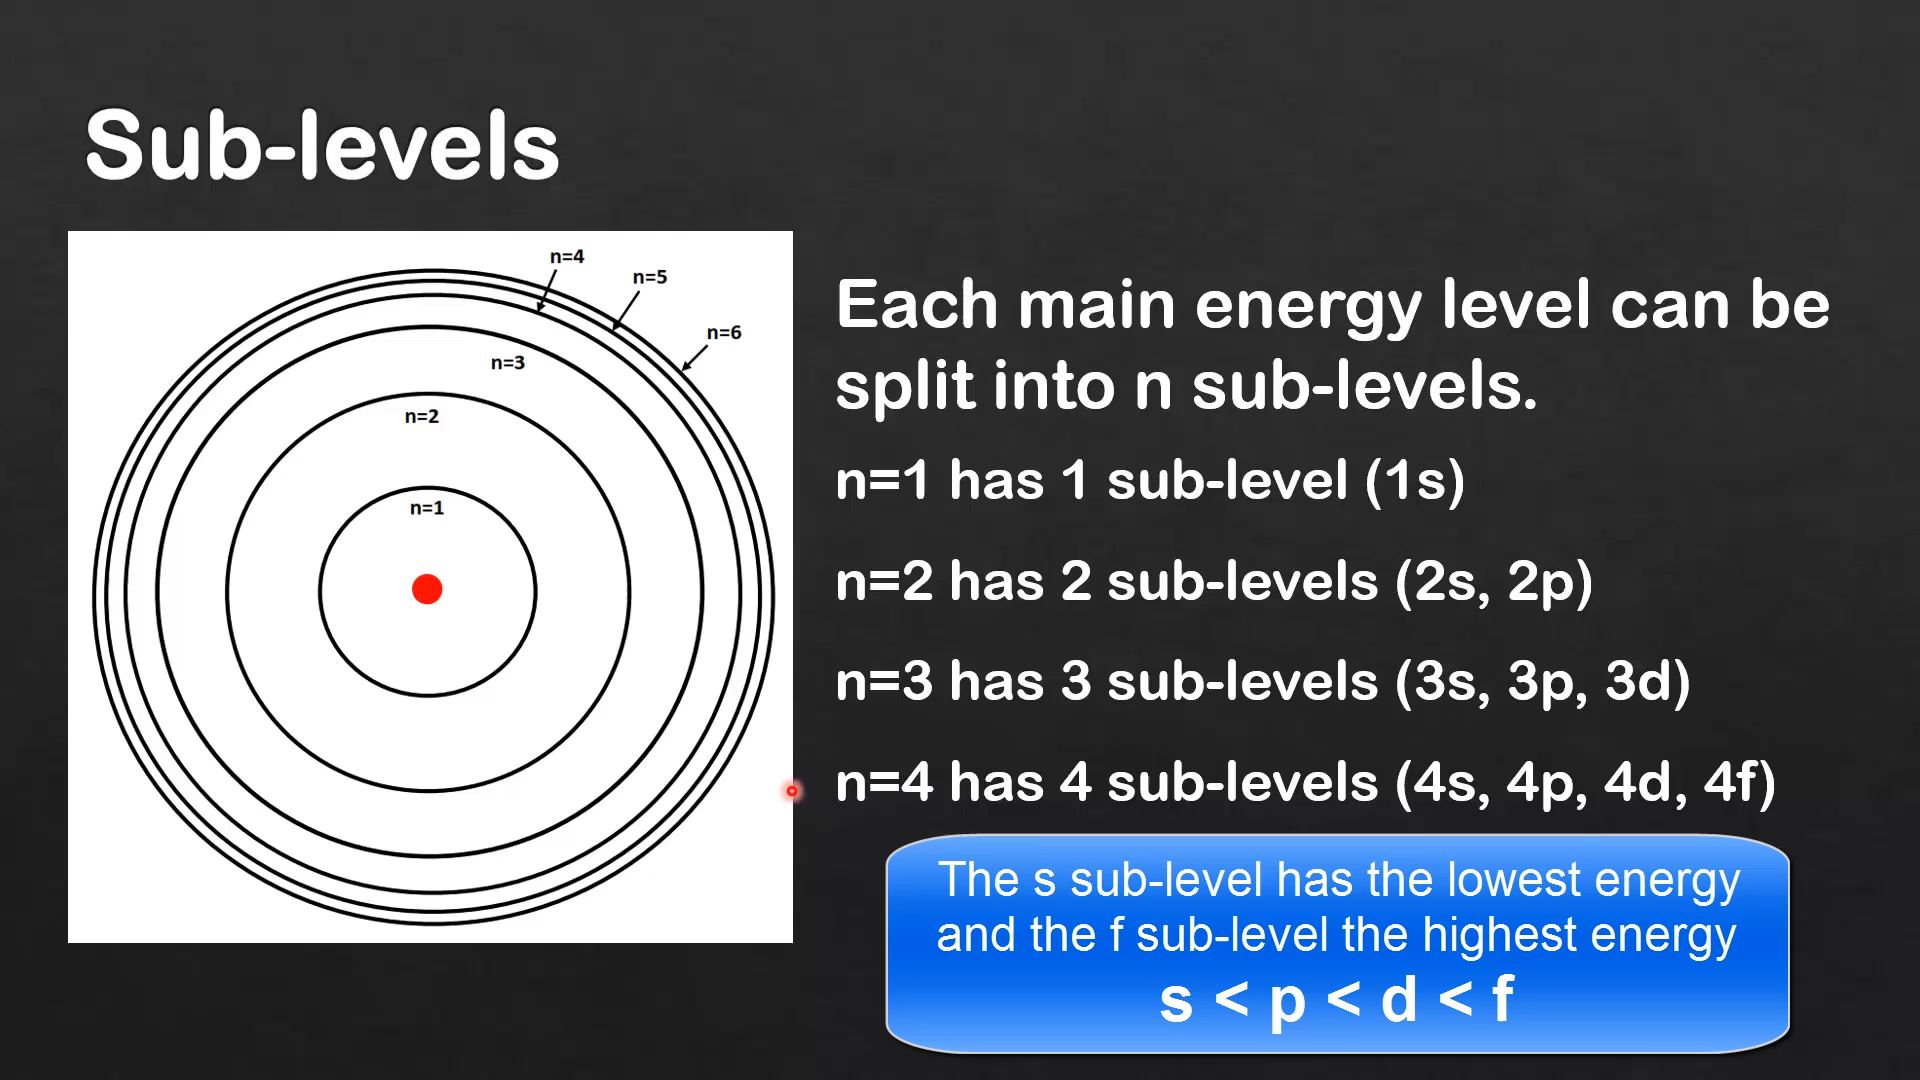 Sub-levels
n=4
n=5
n=6
n=3
n=2
n=1
Each main energy level can be
split into n sub-levels.
n=1 has 1 sub-level (1s)
n=2 has 2 sub-levels (2s, 2p)
n=3 has 3 sub-levels (3s, 3p, 3d)
n=4 has 4 sub-levels (4s, 4p, 4d, 4f)
The s sub-level has the lowest energy
and the f sub-level the highest energy
s < p < d < f